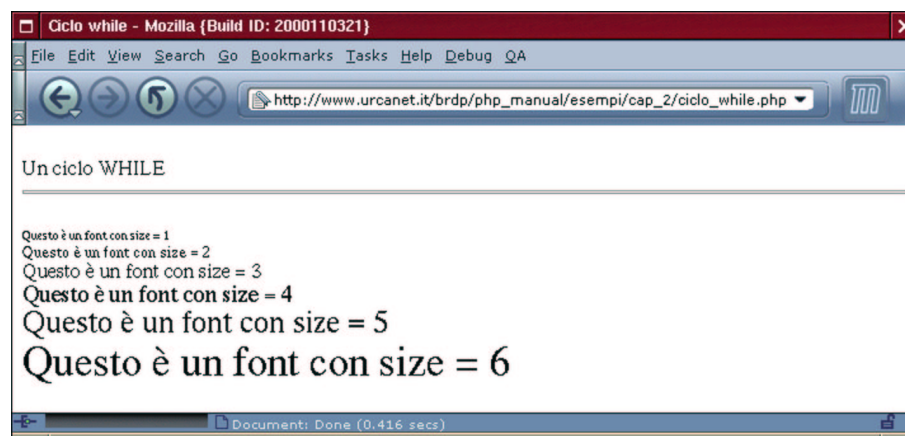 Ciclo while - Mozilla {Build ID: 2000110321}
File Edit View Search Go Bookmarks Tasks Help Debug QA
http://www.urcanet.it/brdp/php_manual/esempi/cap_2/ciclo_while.php
Un ciclo WHILE
Questo è un font con size = 1
Questo è un font con size = 2
Questo è un font con size = 3
Questo è un font con size = 4
Questo è un font con size = 5
Questo è un font con size = 6
Document: Done (0.416 secs)